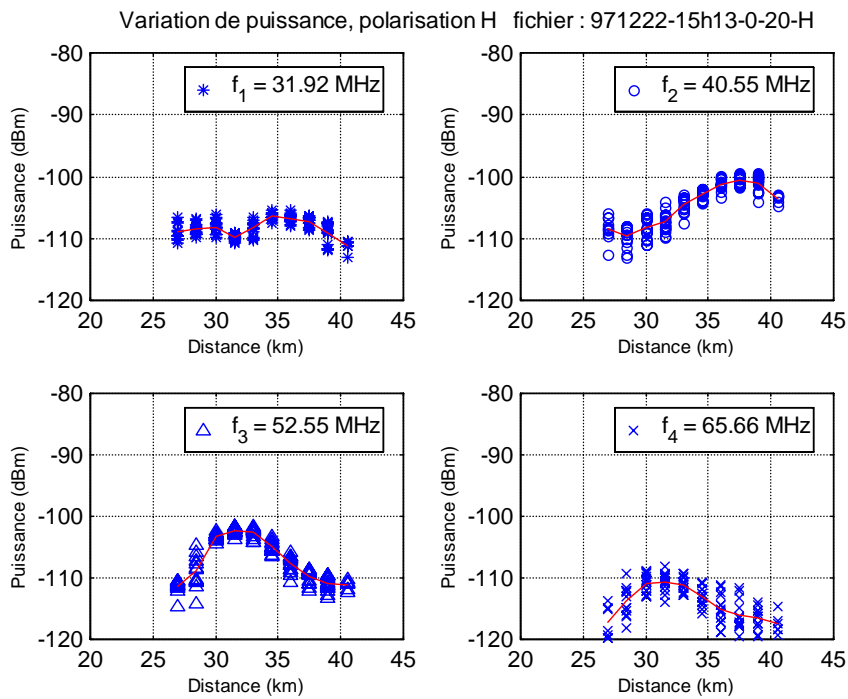 Variation de puissance, polarisation H   fichier : 971222-15h13-0-20-H
-80
-90
-100
-110
-120
Puissance (dBm)
f1 = 31.92 MHz
20 25 30 35 40 45
Distance (km)
-80
-90
-100
-110
-120
Puissance (dBm)
f2 = 40.55 MHz
20 25 30 35 40 45
Distance (km)
-80
-90
-100
-110
-120
Puissance (dBm)
f3 = 52.55 MHz
20 25 30 35 40 45
Distance (km)
-80
-90
-100
-110
-120
Puissance (dBm)
f4 = 65.66 MHz
20 25 30 35 40 45
Distance (km)